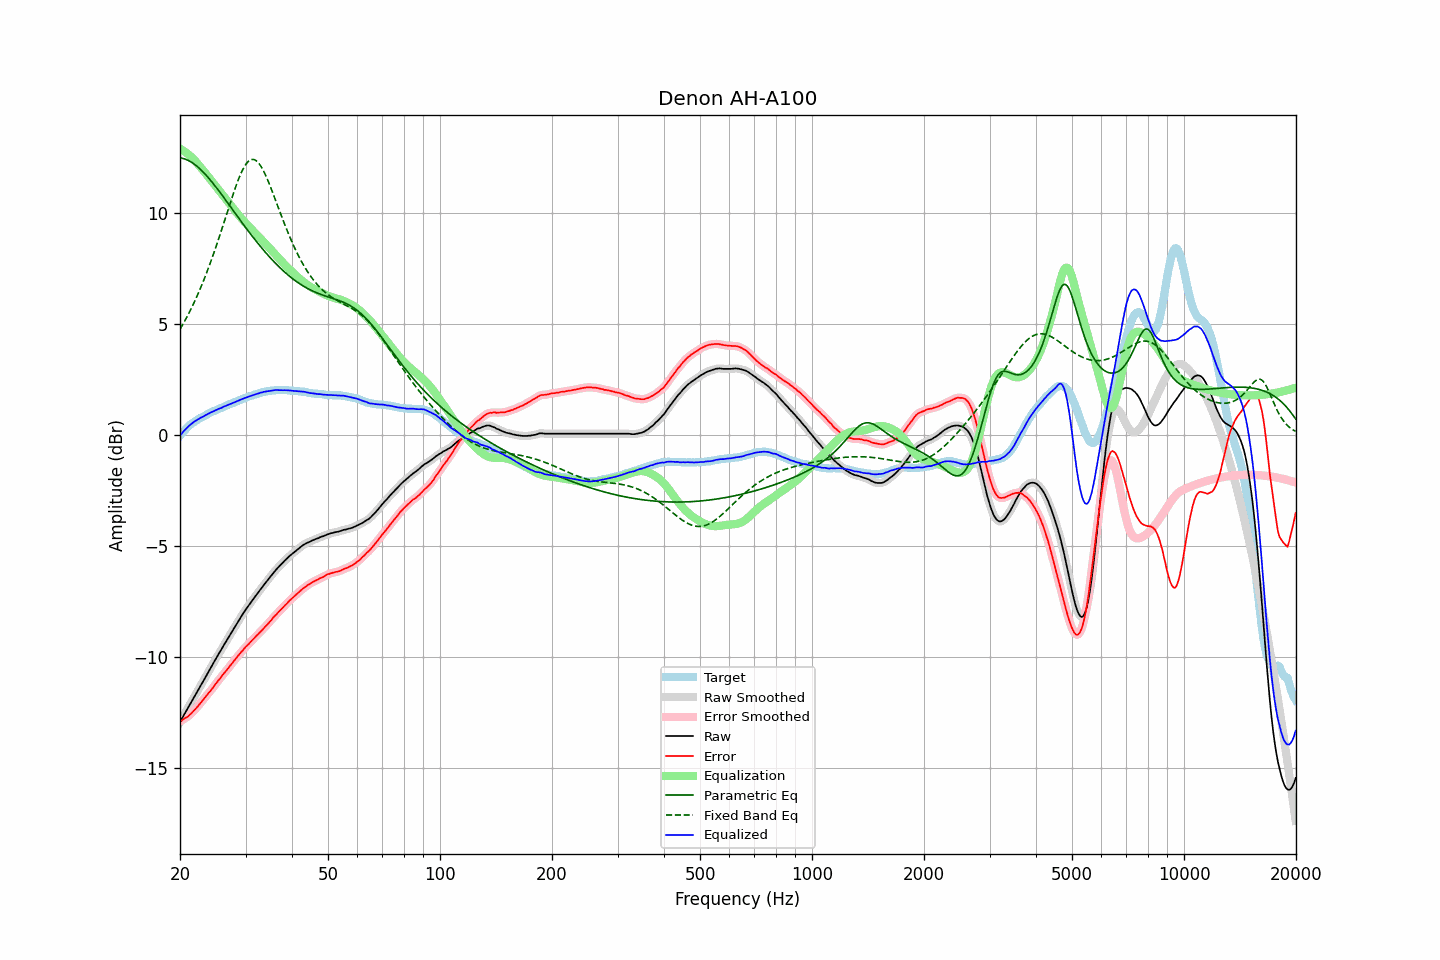 Denon AH-A100
Amplitude (dBr)
10
5
0
−5
−10
−15
Target
Raw Smoothed
Error Smoothed
Raw
Error
Equalization
Parametric Eq
Fixed Band Eq
Equalized
20 50 100 200 500 1000 2000 5000 10000 20000
Frequency (Hz)